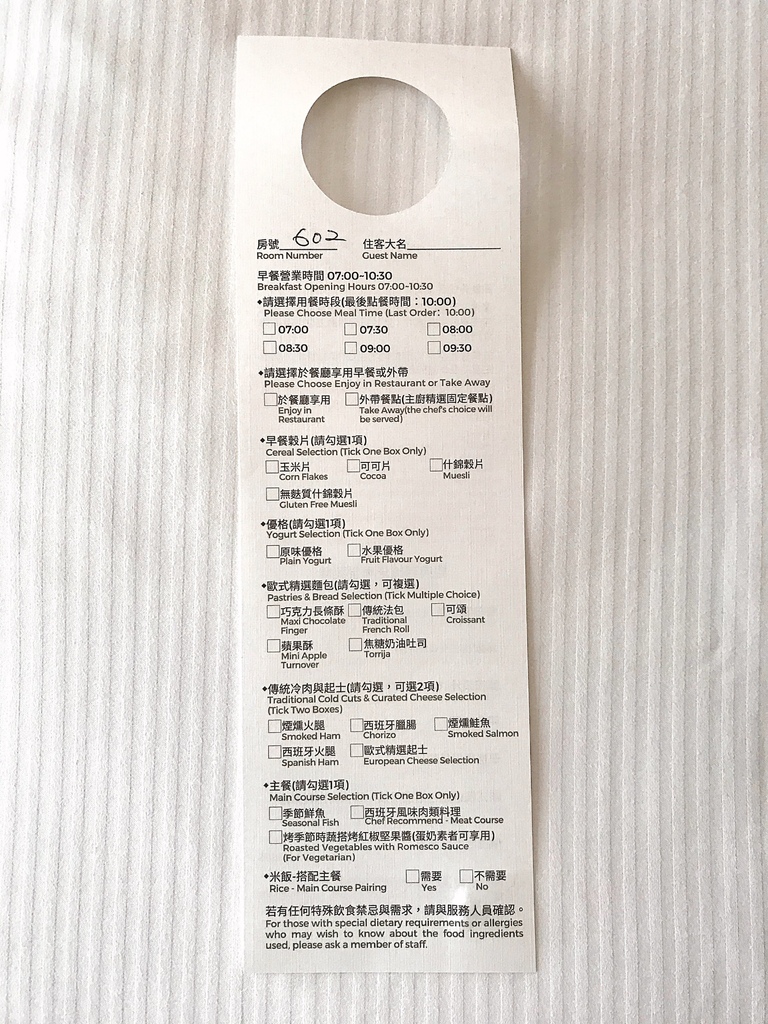 房號 602 住客大名
Room Number Guest Name
早餐營業時間 07:00~10:30
Breakfast Opening Hours 07:00~10:30
◆請選擇用餐時段(最後點餐時間：10:00)
Please Choose Meal Time (Last Order：10:00)
□07:00 □07:30 □08:00
□08:30 □09:00 □09:30
◆請選擇於餐廳享用早餐或外帶
Please Choose Enjoy in Restaurant or Take Away
□於餐廳享用 □外帶餐點(主廚精選固定餐點)
Enjoy in Take Away(the chef's choice will
Restaurant be served)
◆早餐穀片(請勾選1項)
Cereal Selection (Tick One Box Only)
□玉米片 □可可片 □什錦穀片
Corn Flakes Cocoa Muesli
□無麩質什錦穀片
Gluten Free Muesli
◆優格(請勾選1項)
Yogurt Selection (Tick One Box Only)
□原味優格 □水果優格
Plain Yogurt Fruit Flavour Yogurt
◆歐式精選麵包(請勾選，可複選)
Pastries & Bread Selection (Tick Multiple Choice)
□巧克力長條酥 □傳統法包 □可頌
Maxi Chocolate Traditional Croissant
Finger French Roll
□蘋果酥 □焦糖奶油吐司
Mini Apple Torrija
Turnover
◆傳統冷肉與起士(請勾選，可選2項)
Traditional Cold Cuts & Curated Cheese Selection
(Tick Two Boxes)
□煙燻火腿 □西班牙臘腸 □煙燻鮭魚
Smoked Ham Chorizo Smoked Salmon
□西班牙火腿 □歐式精選起士
Spanish Ham European Cheese Selection
◆主餐(請勾選1項)
Main Course Selection (Tick One Box Only)
□季節鮮魚 □西班牙風味肉類料理
Seasonal Fish Chef Recommend - Meat Course
□烤季節時蔬搭烤紅椒堅果醬(蛋奶素者可享用)
Roasted Vegetables with Romesco Sauce
(For Vegetarian)
◆米飯-搭配主餐 □需要 □不需要
Rice - Main Course Pairing Yes No
若有任何特殊飲食禁忌與需求，請與服務人員確認。
For those with special dietary requirements or allergies
who may wish to know about the food ingredients
used, please ask a member of staff.